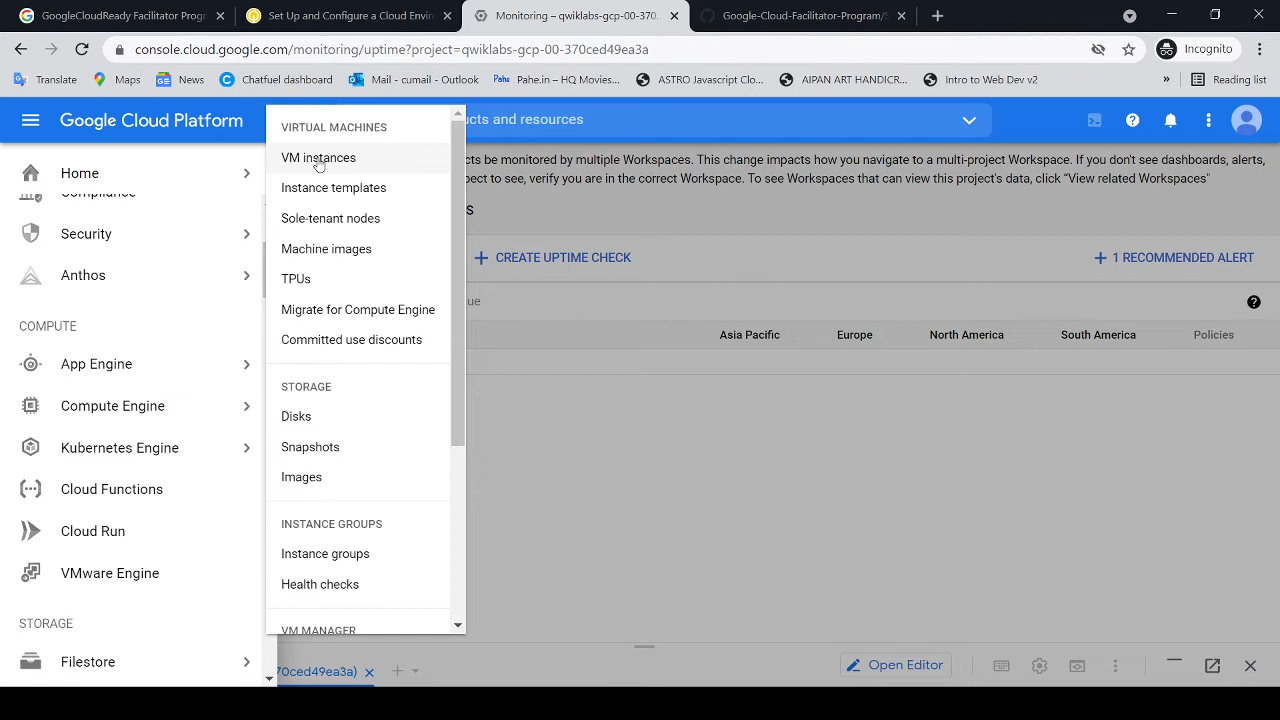 GoogleCloudReady Facilitator Prog
Set Up and Configure a Cloud Envir
Monitoring – qwiklabs-gcp-00-370
Google-Cloud-Facilitator-Program/S
console.cloud.google.com/monitoring/uptime?project=qwiklabs-gcp-00-370ced49ea3a
Incognito
Translate
Maps
News
Chatfuel dashboard
Mail - cumail - Outlook
Pahe.in – HQ Movies...
ASTRO Javascript Clo...
AIPAN ART HANDICR...
Intro to Web Dev v2
»
Reading list
Google Cloud Platform
ucts and resources
VIRTUAL MACHINES
VM instances
Instance templates
Sole-tenant nodes
Machine images
TPUs
Migrate for Compute Engine
Committed use discounts
STORAGE
Disks
Snapshots
Images
INSTANCE GROUPS
Instance groups
Health checks
VM MANAGER
Home
Compliance
Security
Anthos
COMPUTE
App Engine
Compute Engine
Kubernetes Engine
Cloud Functions
Cloud Run
VMware Engine
STORAGE
Filestore
cts be monitored by multiple Workspaces. This change impacts how you navigate to a multi-project Workspace. If you don't see dashboards, alerts,
pect to see, verify you are in the correct Workspace. To see Workspaces that can view this project's data, click “View related Workspaces"
s
+ CREATE UPTIME CHECK
+ 1 RECOMMENDED ALERT
ue
Asia Pacific
Europe
North America
South America
Policies
70ced49ea3a)
Open Editor